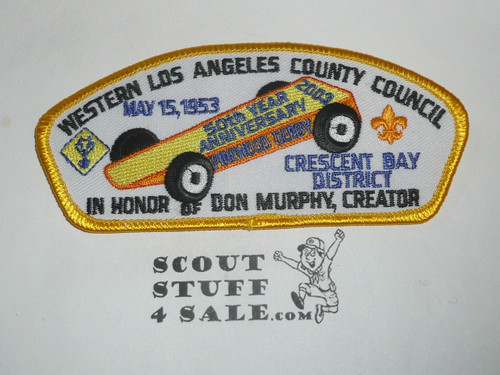 WESTERN LOS ANGELES COUNTY COUNCIL
MAY 15, 1953
50TH YEAR 2003
ANNIVERSARY
PINEWOOD DERBY
CRESCENT BAY
DISTRICT
IN HONOR OF DON MURPHY, CREATOR
SCOUT
STUFF
4 SALE.COM